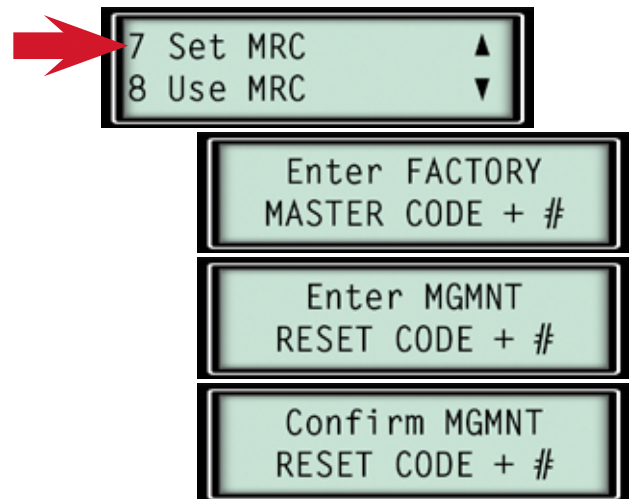 7 Set MRC ▲
8 Use MRC ▼
Enter FACTORY
MASTER CODE + #
Enter MGMNT
RESET CODE + #
Confirm MGMNT
RESET CODE + #